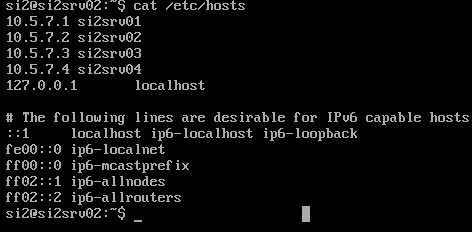 si2@si2srv02:~$ cat /etc/hosts
10.5.7.1 si2srv01
10.5.7.2 si2srv02
10.5.7.3 si2srv03
10.5.7.4 si2srv04
127.0.0.1       localhost

# The following lines are desirable for IPv6 capable hosts
::1     localhost ip6-localhost ip6-loopback
fe00::0 ip6-localnet
ff00::0 ip6-mcastprefix
ff02::1 ip6-allnodes
ff02::2 ip6-allrouters
si2@si2srv02:~$ _